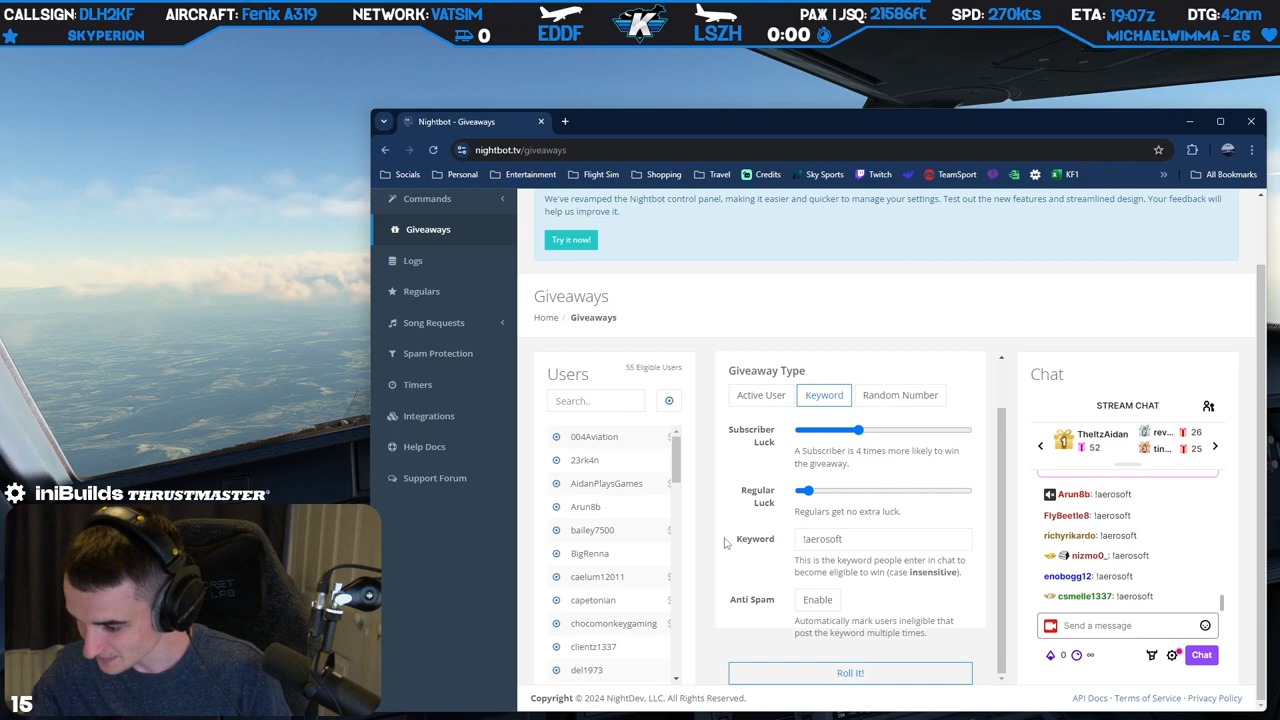 CALLSIGN: DLH2KF
AIRCRAFT: Fenix A319
NETWORK: VATSIM
SKYPERION
0
EDDF
K
LSZH
0:00
PAX | JSQ: 21586ft
SPD: 270kts
ETA: 19:07z
DTG: 42nm
MICHAELWIMMA - £5
Nightbot - Giveaways
nightbot.tv/giveaways
Socials
Personal
Entertainment
Flight Sim
Shopping
Travel
Credits
Sky Sports
Twitch
TeamSport
KF1
»
All Bookmarks
Commands
Giveaways
Logs
Regulars
Song Requests
Spam Protection
Timers
Integrations
Help Docs
Support Forum
We've revamped the Nightbot control panel, making it easier and quicker to manage your settings. Test out the new features and streamlined design. Your feedback will
help us improve it.
Try it now!
Giveaways
Home / Giveaways
Users
55 Eligible Users
Search..
004Aviation
23rk4n
AidanPlaysGames
Arun8b
bailey7500
BigRenna
caelum12011
capetonian
chocomonkeygaming
clientz1337
del1973
Giveaway Type
Active User
Keyword
Random Number
Subscriber
Luck
A Subscriber is 4 times more likely to win
the giveaway.
Regular
Luck
Regulars get no extra luck.
Keyword
!aerosoft
This is the keyword people enter in chat to
become eligible to win (case insensitive).
Anti Spam
Enable
Automatically mark users ineligible that
post the keyword multiple times.
Roll It!
Chat
STREAM CHAT
TheItzAidan
52
rev... 26
tin... 25
Arun8b: !aerosoft
FlyBeetle8: !aerosoft
richyrikardo: !aerosoft
nizmo0_: !aerosoft
enobogg12: !aerosoft
csmelle1337: !aerosoft
Send a message
0
∞
Chat
Copyright © 2024 NightDev, LLC. All Rights Reserved.
API Docs · Terms of Service · Privacy Policy
iniBuilds THRUSTMASTER®
15